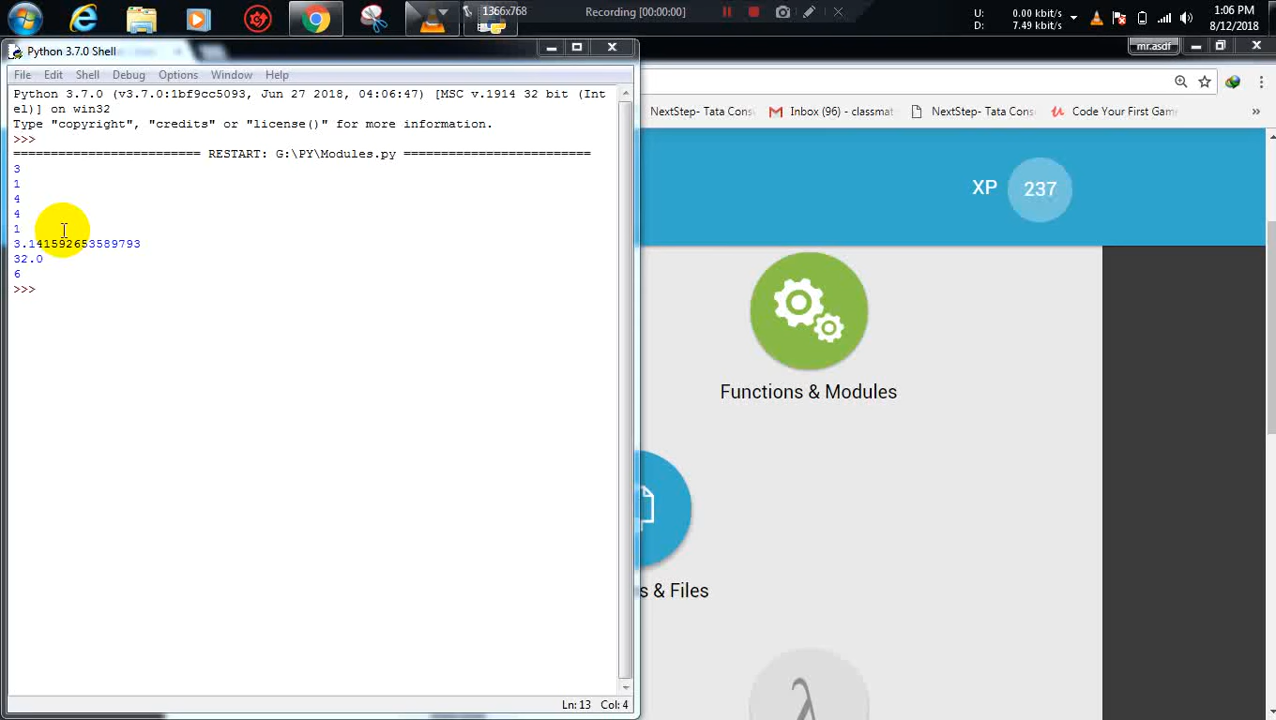 1366x768
Recording [00:00:00]
U: 0.00 kbit/s
D: 7.49 kbit/s
1:06 PM
8/12/2018
Python 3.7.0 Shell
mr.asdf
File Edit Shell Debug Options Window Help
Python 3.7.0 (v3.7.0:1bf9cc5093, Jun 27 2018, 04:06:47) [MSC v.1914 32 bit (Int
el)] on win32
Type "copyright", "credits" or "license()" for more information.
>>>
========================= RESTART: G:\PY\Modules.py =========================
3
1
4
4
1
3.141592653589793
32.0
6
>>>
Ln: 13 Col: 4
NextStep- Tata Cons
Inbox (96) - classmat
NextStep- Tata Cons
Code Your First Gam
XP 237
Functions & Modules
s & Files
λ